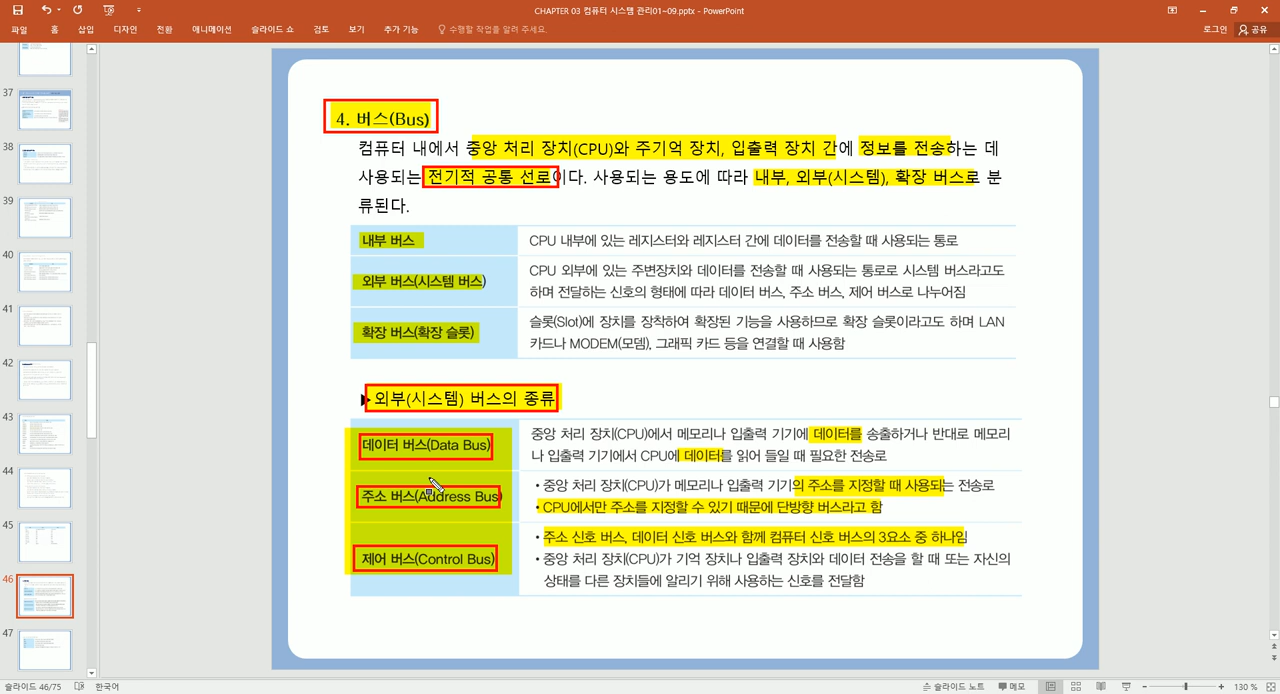 CHAPTER 03 컴퓨터 시스템 관리01~09.pptx - PowerPoint
파일 홈 삽입 디자인 전환 애니메이션 슬라이드 쇼 검토 보기 추가 기능 수행할 작업을 알려 주세요. 로그인 공유
37
38
39
40
41
42
43
44
45
46
47
4. 버스(Bus)
컴퓨터 내에서 중앙 처리 장치(CPU)와 주기억 장치, 입출력 장치 간에 정보를 전송하는 데
사용되는 전기적 공통 선로이다. 사용되는 용도에 따라 내부, 외부(시스템), 확장 버스로 분
류된다.
내부 버스 CPU 내부에 있는 레지스터와 레지스터 간에 데이터를 전송할 때 사용되는 통로
외부 버스(시스템 버스)
CPU 외부에 있는 주변장치와 데이터를 전송할 때 사용되는 통로로 시스템 버스라고도
하며 전달하는 신호의 형태에 따라 데이터 버스, 주소 버스, 제어 버스로 나누어짐
확장 버스(확장 슬롯)
슬롯(Slot)에 장치를 장착하여 확장된 기능을 사용하므로 확장 슬롯이라고도 하며 LAN
카드나 MODEM(모뎀), 그래픽 카드 등을 연결할 때 사용함
▶외부(시스템) 버스의 종류
데이터 버스(Data Bus)
중앙 처리 장치(CPU)에서 메모리나 입출력 기기에 데이터를 송출하거나 반대로 메모리
나 입출력 기기에서 CPU에 데이터를 읽어 들일 때 필요한 전송로
주소 버스(Address Bus)
• 중앙 처리 장치(CPU)가 메모리나 입출력 기기의 주소를 지정할 때 사용되는 전송로
• CPU에서만 주소를 지정할 수 있기 때문에 단방향 버스라고 함
제어 버스(Control Bus)
• 주소 신호 버스, 데이터 신호 버스와 함께 컴퓨터 신호 버스의 3요소 중 하나임
• 중앙 처리 장치(CPU)가 기억 장치나 입출력 장치와 데이터 전송을 할 때 또는 자신의
상태를 다른 장치들에 알리기 위해 사용하는 신호를 전달함
슬라이드 46/75 한국어 슬라이드 노트 메모 130 %